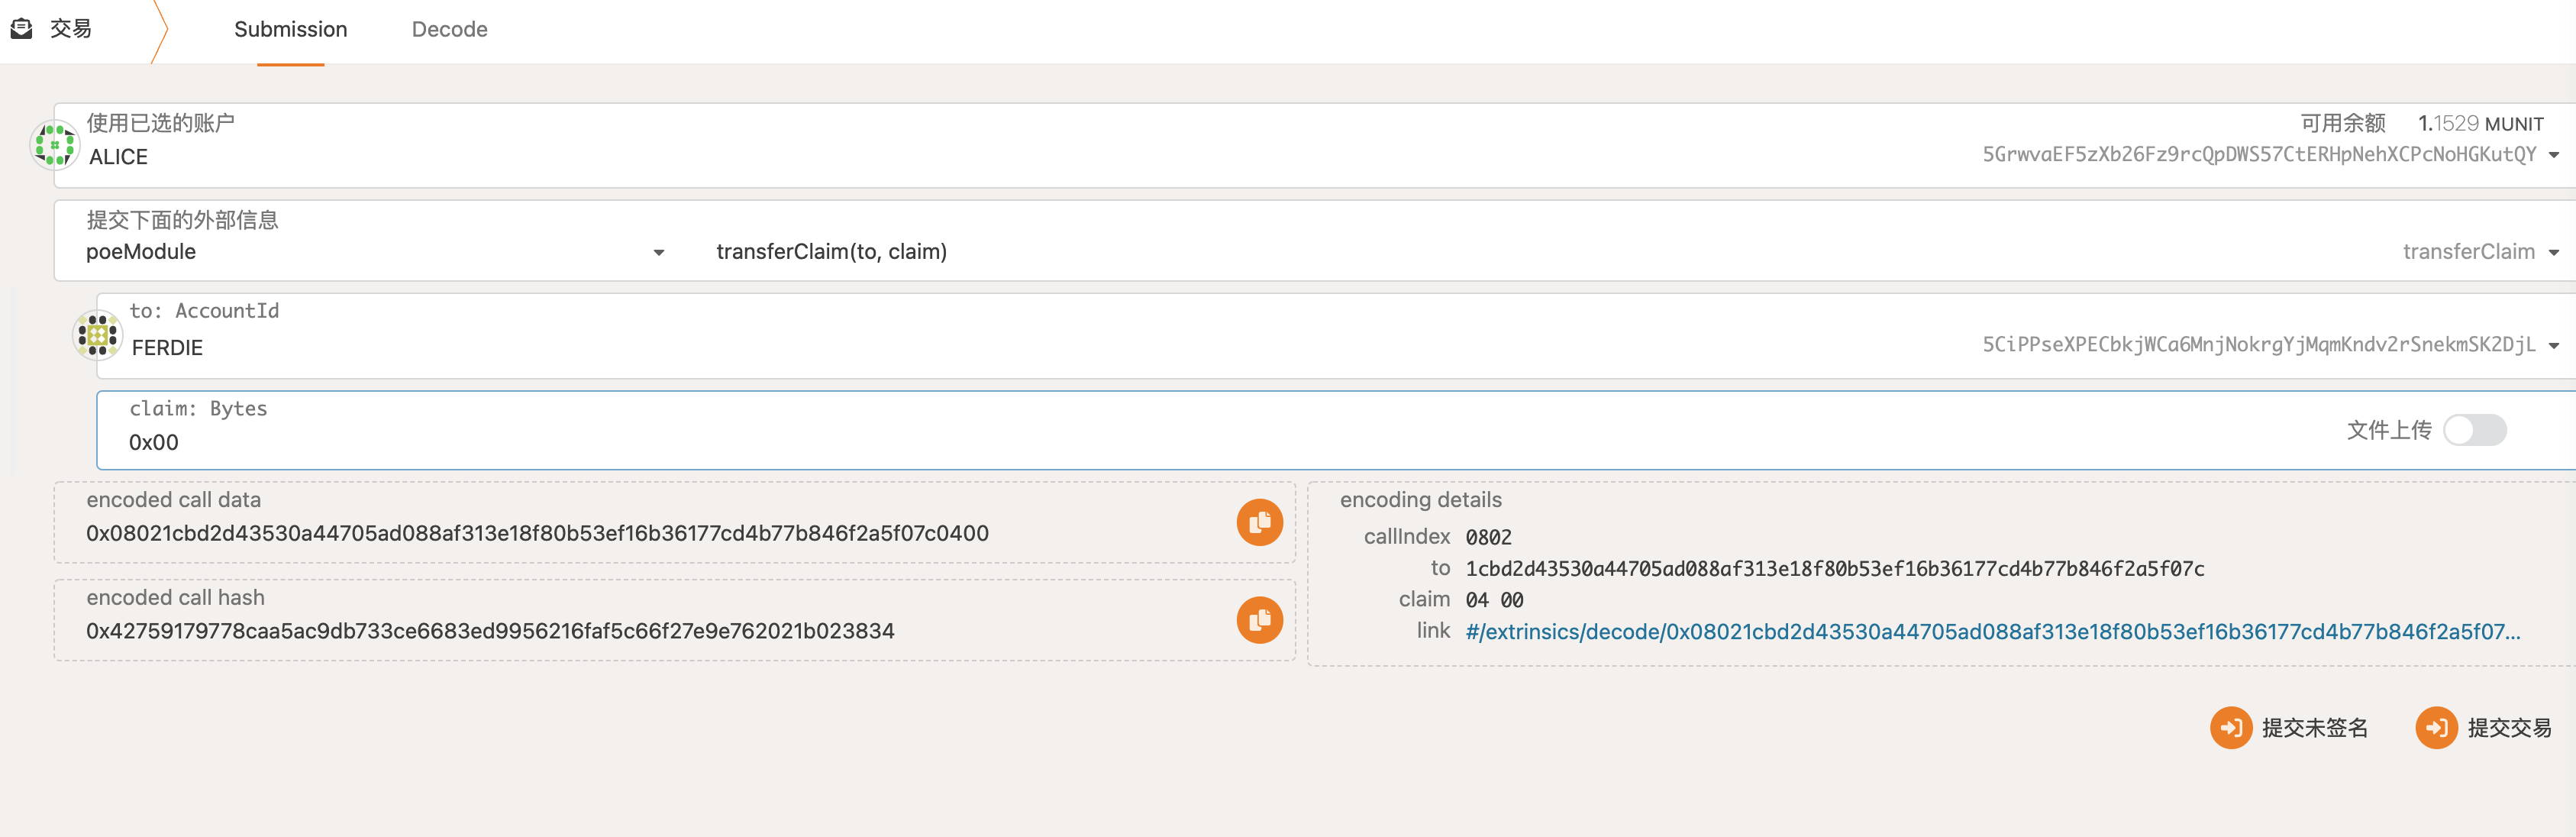 交易 Submission Decode
使用已选的账户 可用余额 1.1529 MUNIT
ALICE 5GrwvaEF5zXb26Fz9rcQpDWS57CtERHpNehXCPcNoHGKutQY
提交下面的外部信息
poeModule transferClaim(to, claim) transferClaim
to: AccountId
FERDIE 5CiPPseXPECbkjWCa6MnjNokrgYjMqmKndv2rSnekmSK2DjL
claim: Bytes
0x00 文件上传
encoded call data
0x08021cbd2d43530a44705ad088af313e18f80b53ef16b36177cd4b77b846f2a5f07c0400
encoded call hash
0x42759179778caa5ac9db733ce6683ed9956216faf5c66f27e9e762021b023834
encoding details
callIndex 0802
to 1cbd2d43530a44705ad088af313e18f80b53ef16b36177cd4b77b846f2a5f07c
claim 04 00
link #/extrinsics/decode/0x08021cbd2d43530a44705ad088af313e18f80b53ef16b36177cd4b77b846f2a5f07...
提交未签名 提交交易